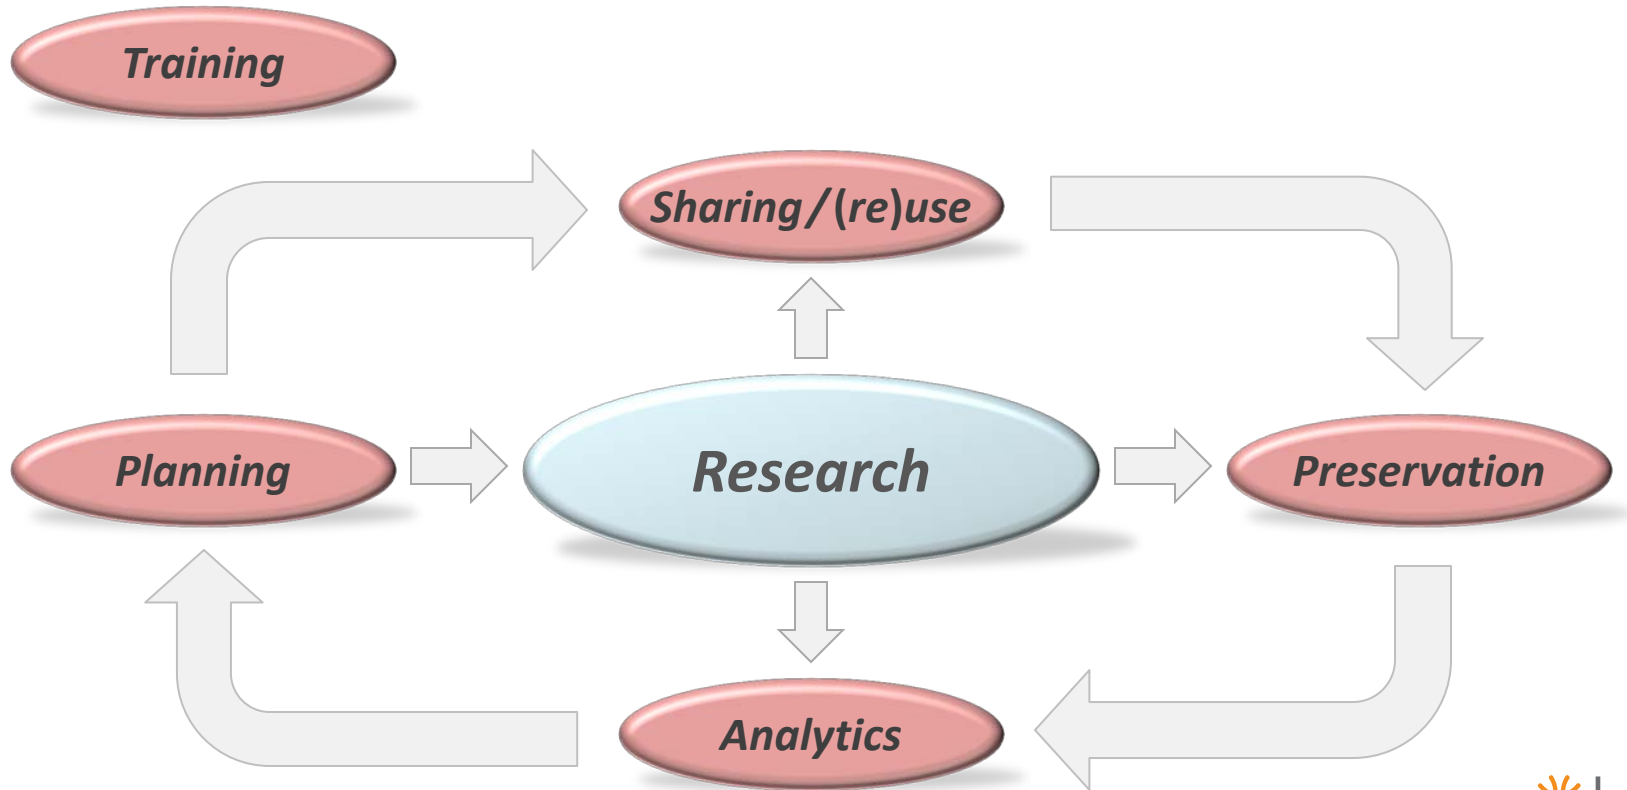 Training
Sharing/(re)use
Planning
Research
Preservation
Analytics